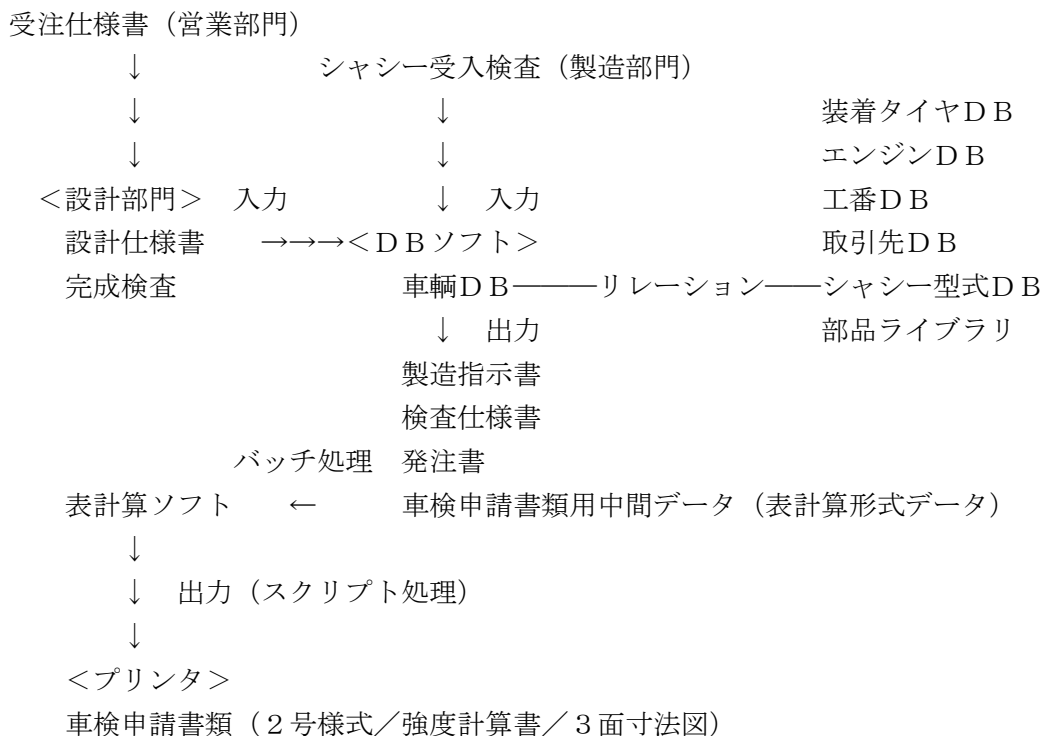 受注仕様書（営業部門）
↓　シャシー受入検査（製造部門）
↓　↓　装着タイヤＤＢ
↓　↓　エンジンＤＢ
＜設計部門＞　入力　↓　入力　工番ＤＢ
設計仕様書　→→→＜ＤＢソフト＞　取引先ＤＢ
完成検査　車輌ＤＢ―――リレーション――シャシー型式ＤＢ
↓　出力　部品ライブラリ
製造指示書
検査仕様書
バッチ処理　発注書
表計算ソフト　←　車検申請書類用中間データ（表計算形式データ）
↓
↓　出力（スクリプト処理）
↓
＜プリンタ＞
車検申請書類（２号様式／強度計算書／３面寸法図）